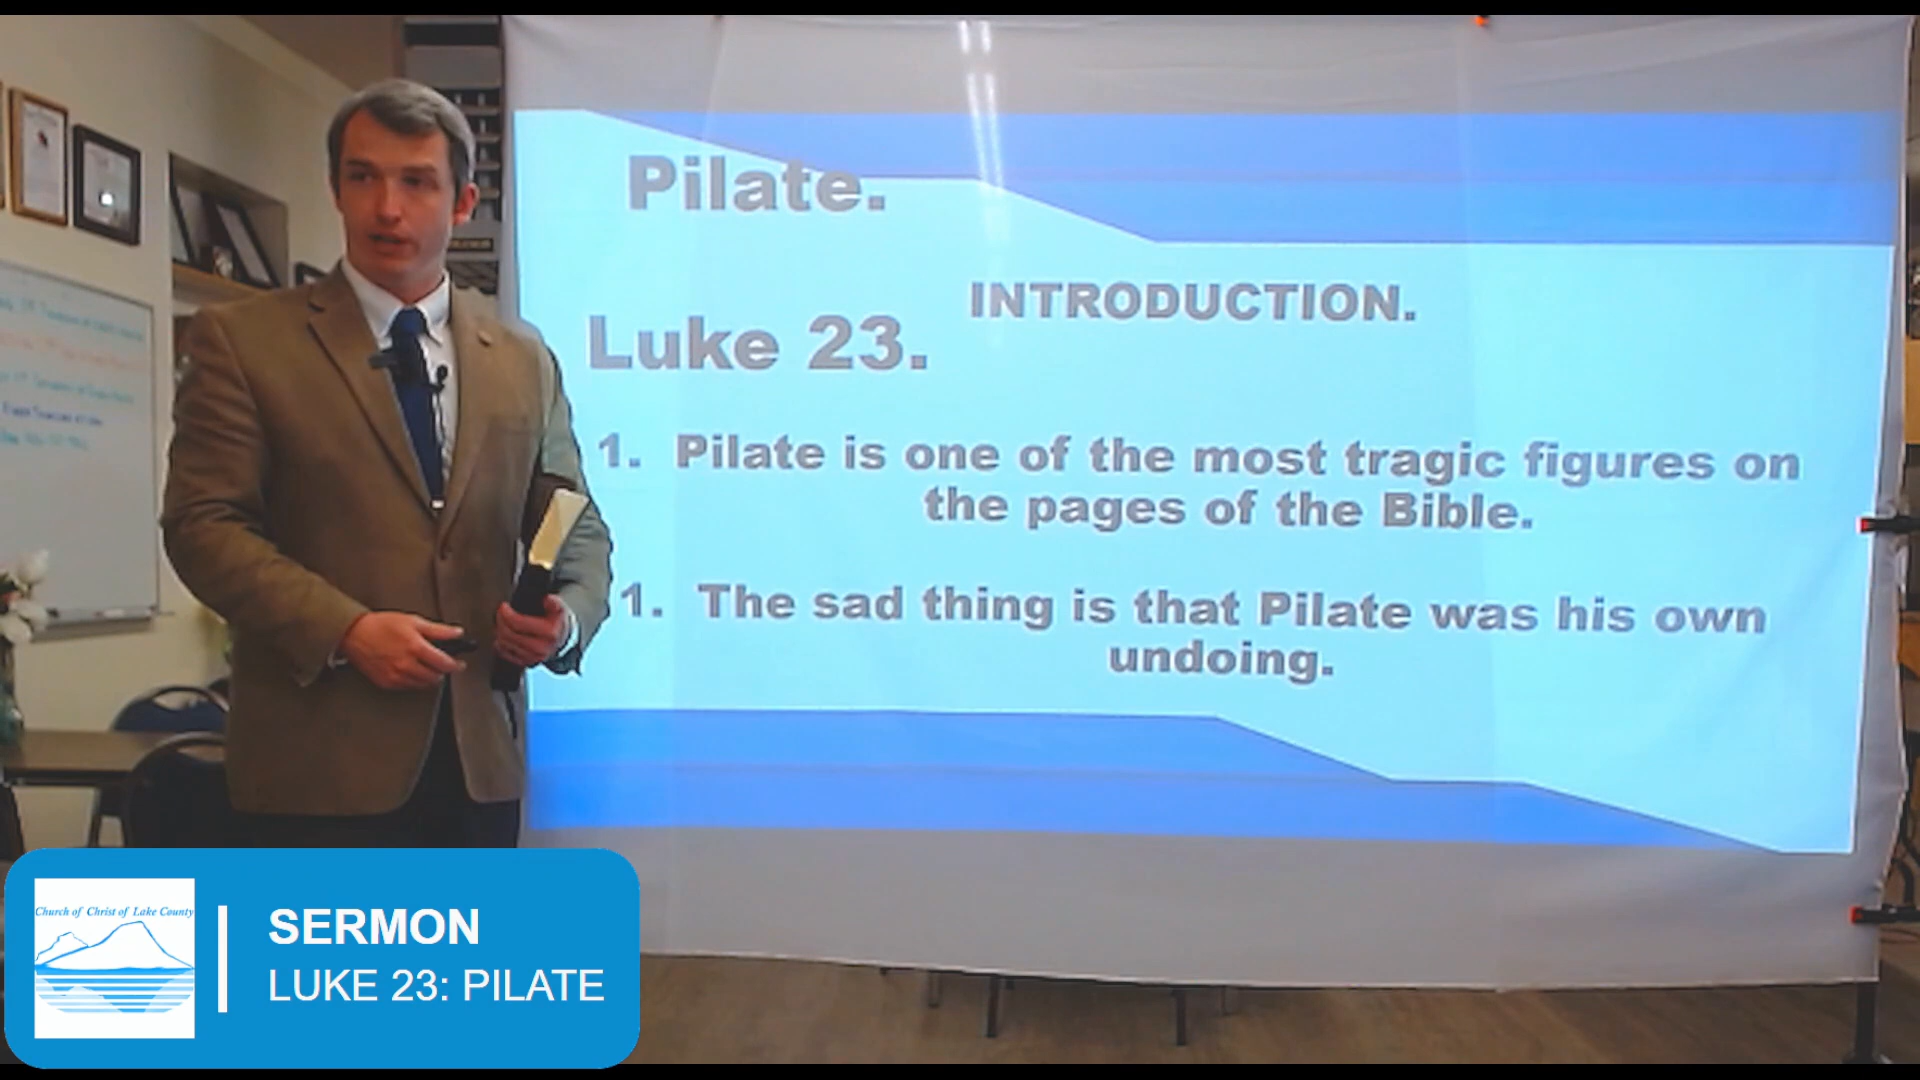 Pilate.
INTRODUCTION.
Luke 23.
1. Pilate is one of the most tragic figures on
the pages of the Bible.
1. The sad thing is that Pilate was his own
undoing.
Church of Christ of Lake County
SERMON
LUKE 23: PILATE